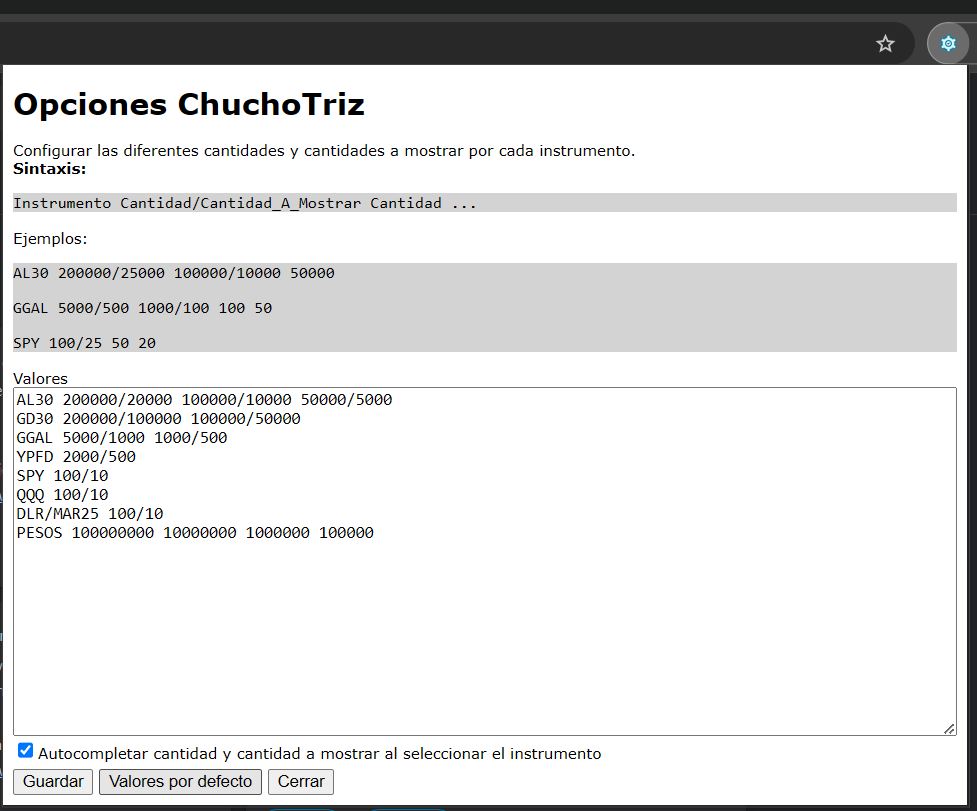 Opciones ChuchoTriz
Configurar las diferentes cantidades y cantidades a mostrar por cada instrumento.
Sintaxis:
Instrumento Cantidad/Cantidad_A_Mostrar Cantidad ...
Ejemplos:
AL30 200000/25000 100000/10000 50000
GGAL 5000/500 1000/100 100 50
SPY 100/25 50 20
Valores
AL30 200000/20000 100000/10000 50000/5000
GD30 200000/100000 100000/50000
GGAL 5000/1000 1000/500
YPFD 2000/500
SPY 100/10
QQQ 100/10
DLR/MAR25 100/10
PESOS 100000000 10000000 1000000 100000
Autocompletar cantidad y cantidad a mostrar al seleccionar el instrumento
Guardar Valores por defecto Cerrar